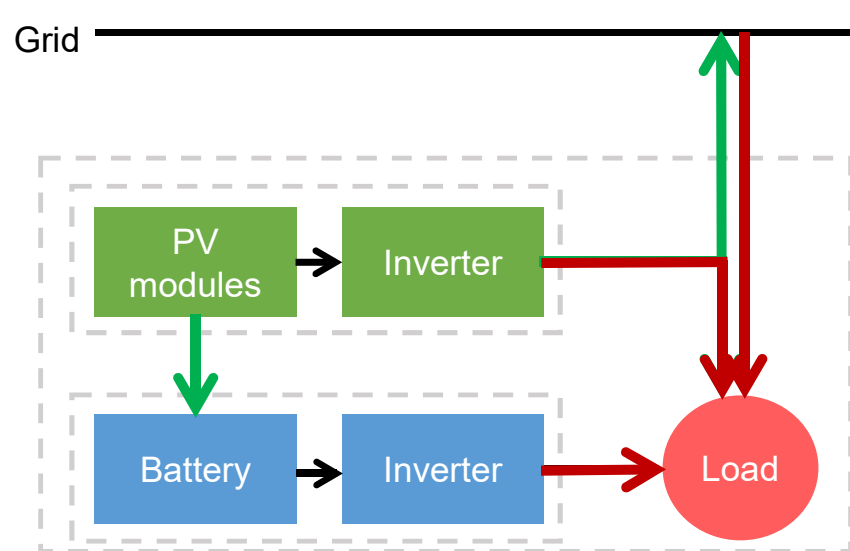 Grid
PV
modules
Inverter
Battery
Inverter
Load